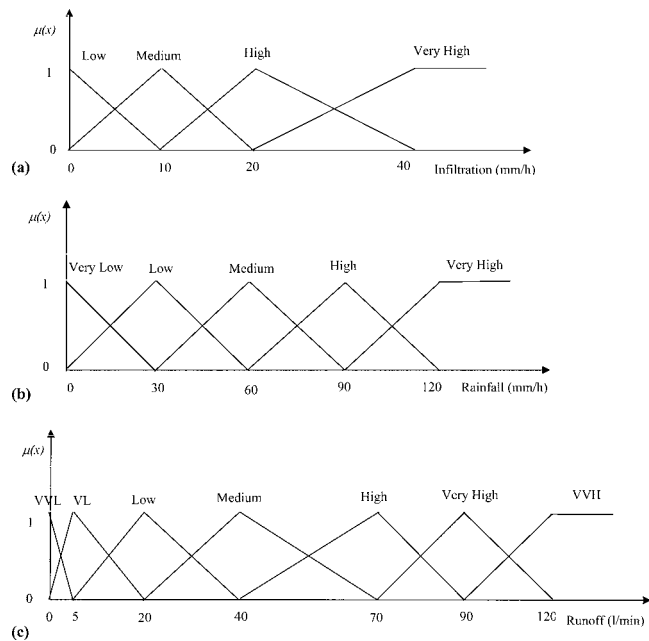 μ(x)
Low Medium High Very High
1
0
0 10 20 40
(a) Infiltration (mm/h)
μ(x)
Very Low Low Medium High Very High
1
0
0 30 60 90 120 Rainfall (mm/h)
(b)
μ(x)
VVL VL Low Medium High Very High VVH
1
0
0 5 20 40 70 90 120 Runoff (l/min)
(c)